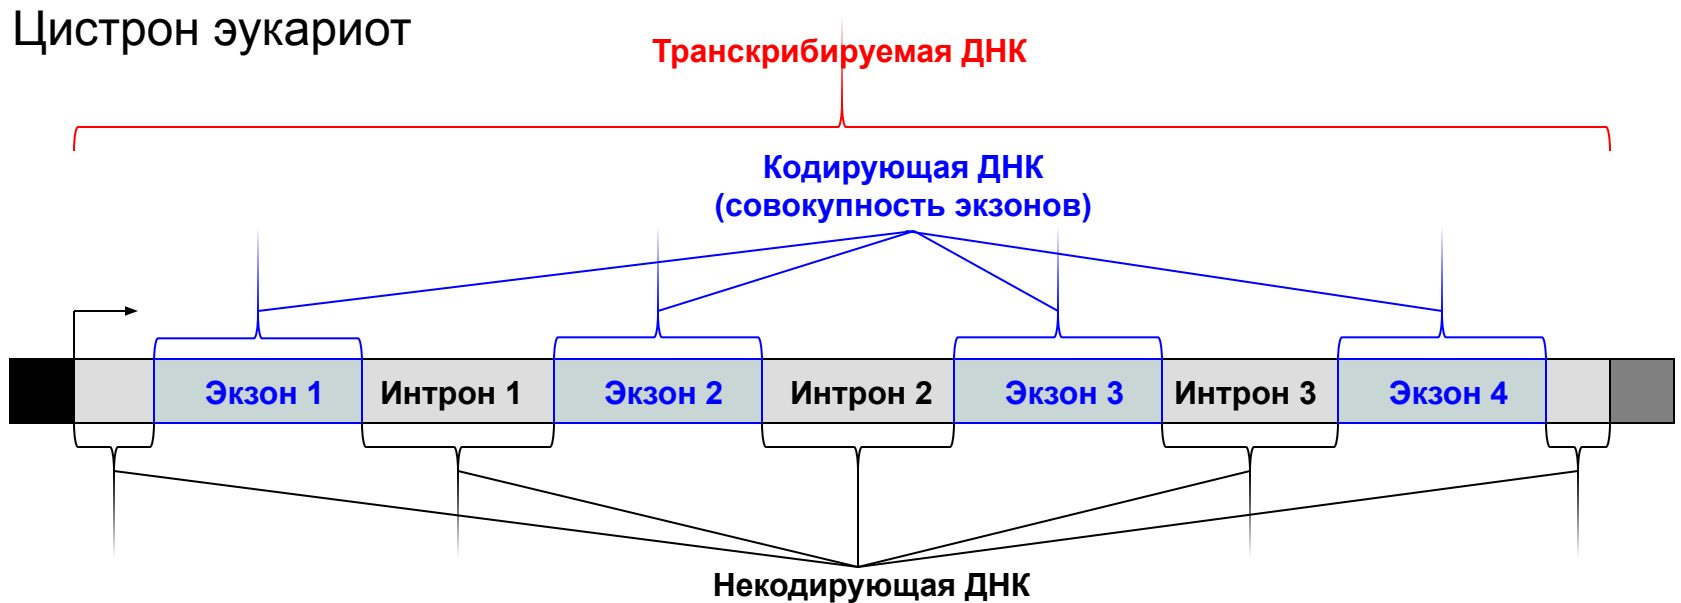 Цистрон эукариот
Транскрибируемая ДНК
Кодирующая ДНК
(совокупность экзонов)
Экзон 1 Интрон 1 Экзон 2 Интрон 2 Экзон 3 Интрон 3 Экзон 4
Некодирующая ДНК